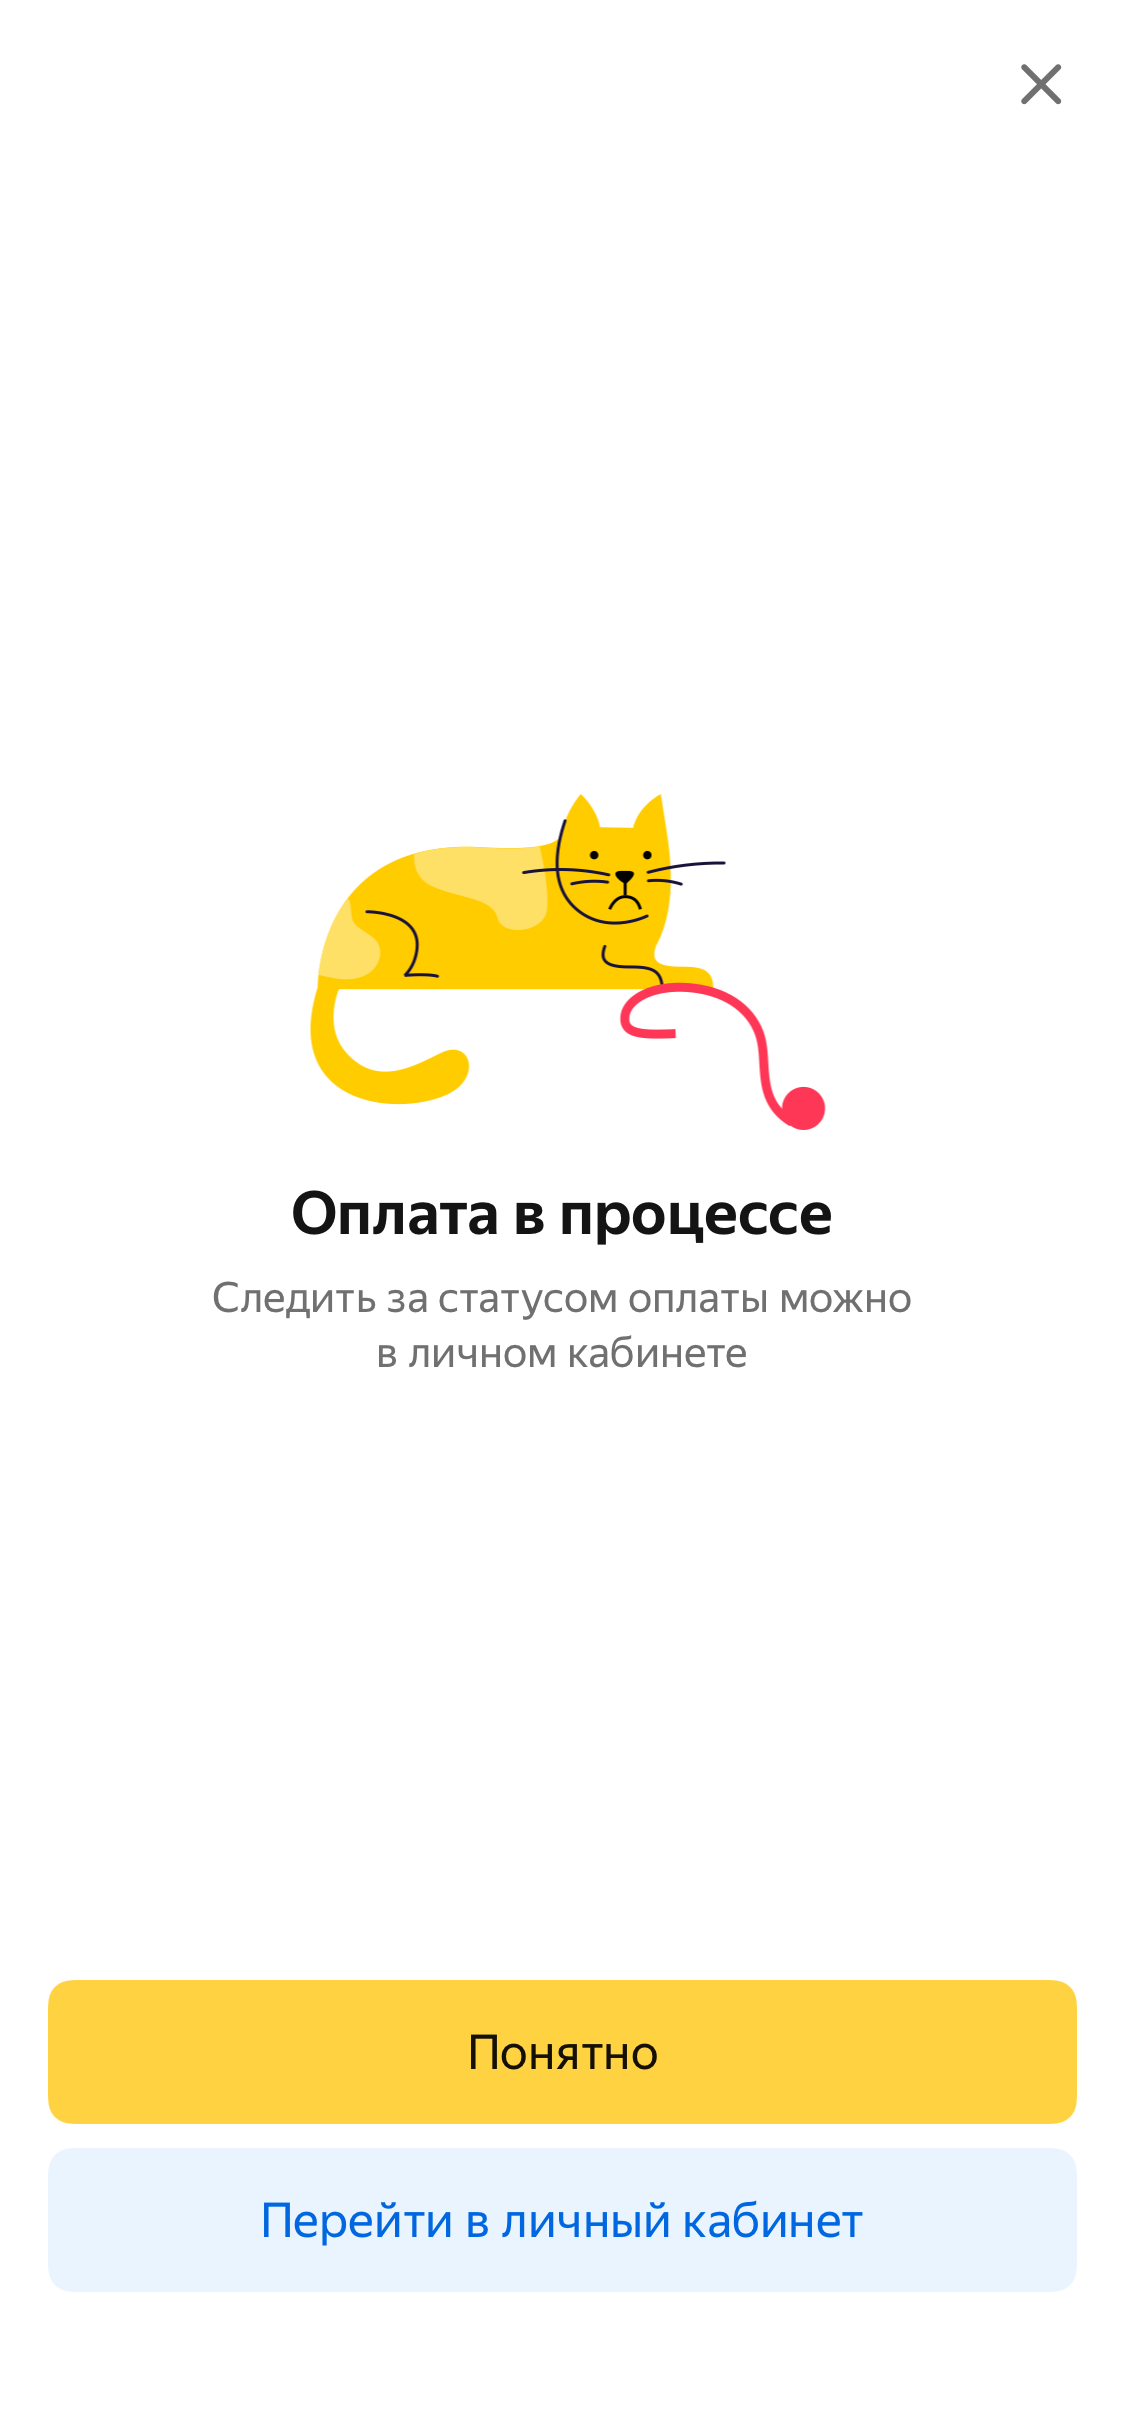 Оплата в процессе
Следить за статусом оплаты можно
в личном кабинете
Понятно
Перейти в личный кабинет